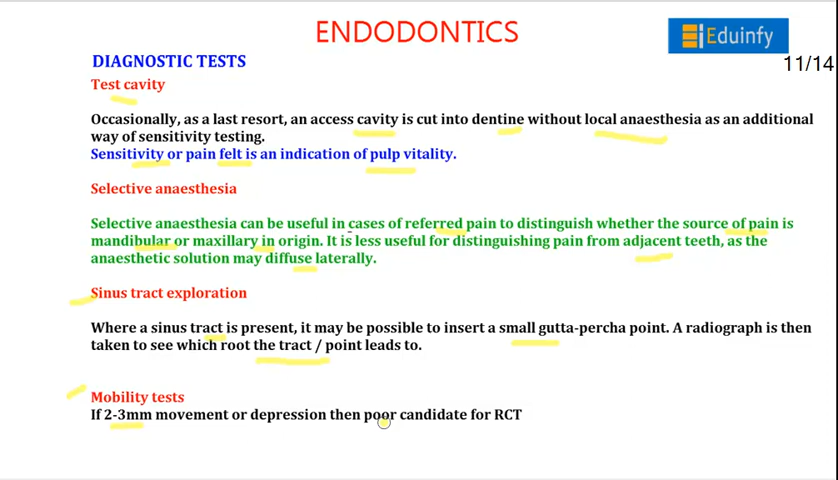 ENDODONTICS
Eduinfy
11/14
DIAGNOSTIC TESTS
Test cavity
Occasionally, as a last resort, an access cavity is cut into dentine without local anaesthesia as an additional
way of sensitivity testing.
Sensitivity or pain felt is an indication of pulp vitality.
Selective anaesthesia
Selective anaesthesia can be useful in cases of referred pain to distinguish whether the source of pain is
mandibular or maxillary in origin. It is less useful for distinguishing pain from adjacent teeth, as the
anaesthetic solution may diffuse laterally.
Sinus tract exploration
Where a sinus tract is present, it may be possible to insert a small gutta-percha point. A radiograph is then
taken to see which root the tract / point leads to.
Mobility tests
If 2-3mm movement or depression then poor candidate for RCT